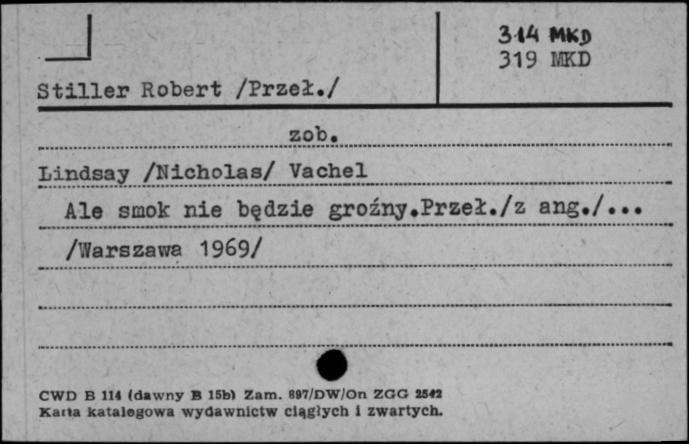 314 MKD
319 MKD
Stiller Robert /Przeł./
zob.
Lindsay /Nicholas/ Vachel
Ale smok nie będzie groźny.Przeł./z ang./...
/Warszawa 1969/
CWD B 114 (dawny B 15b) Zam. 897/DW/On ZGG 2542
Karta katalogowa wydawnictw ciągłych i zwartych.